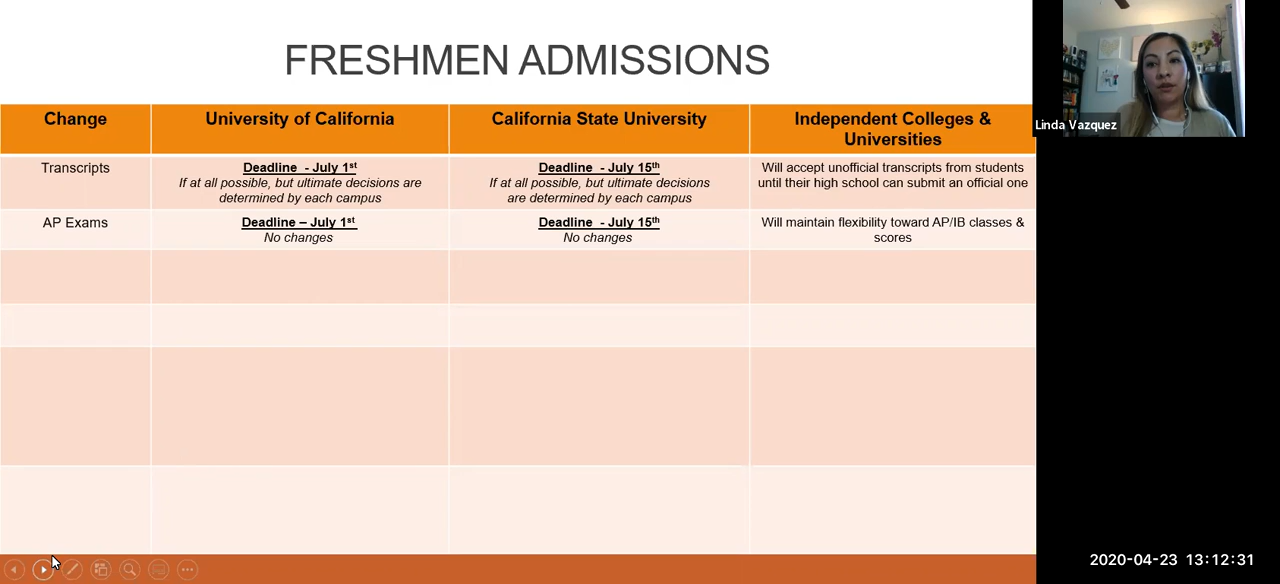 FRESHMEN ADMISSIONS
Linda Vazquez
Change
University of California
California State University
Independent Colleges &
Universities
Transcripts
Deadline - July 1st
If at all possible, but ultimate decisions are
determined by each campus
Deadline - July 15th
If at all possible, but ultimate decisions
are determined by each campus
Will accept unofficial transcripts from students
until their high school can submit an official one
AP Exams
Deadline – July 1st
No changes
Deadline - July 15th
No changes
Will maintain flexibility toward AP/IB classes &
scores
2020-04-23 13:12:31